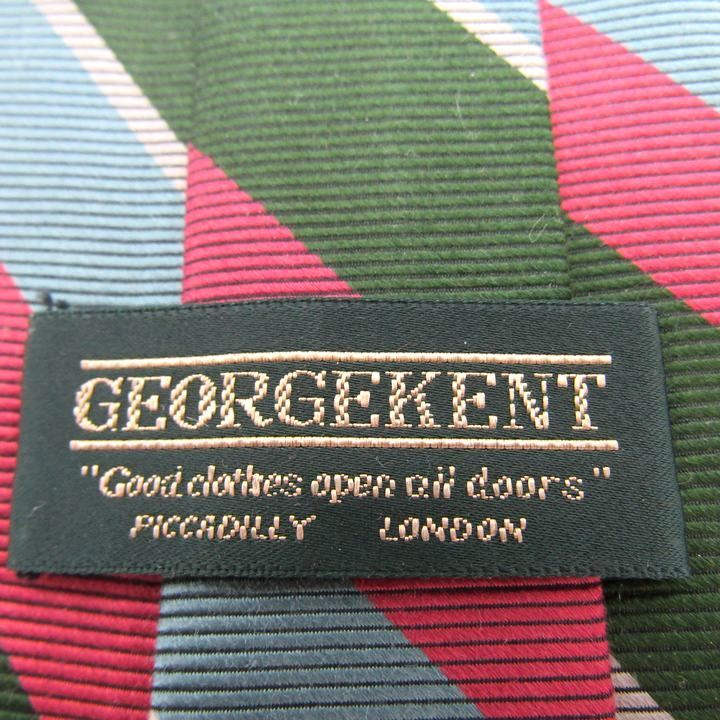 GEORGEKENT
"Good clothes open all doors"
PICCADILLY LONDON